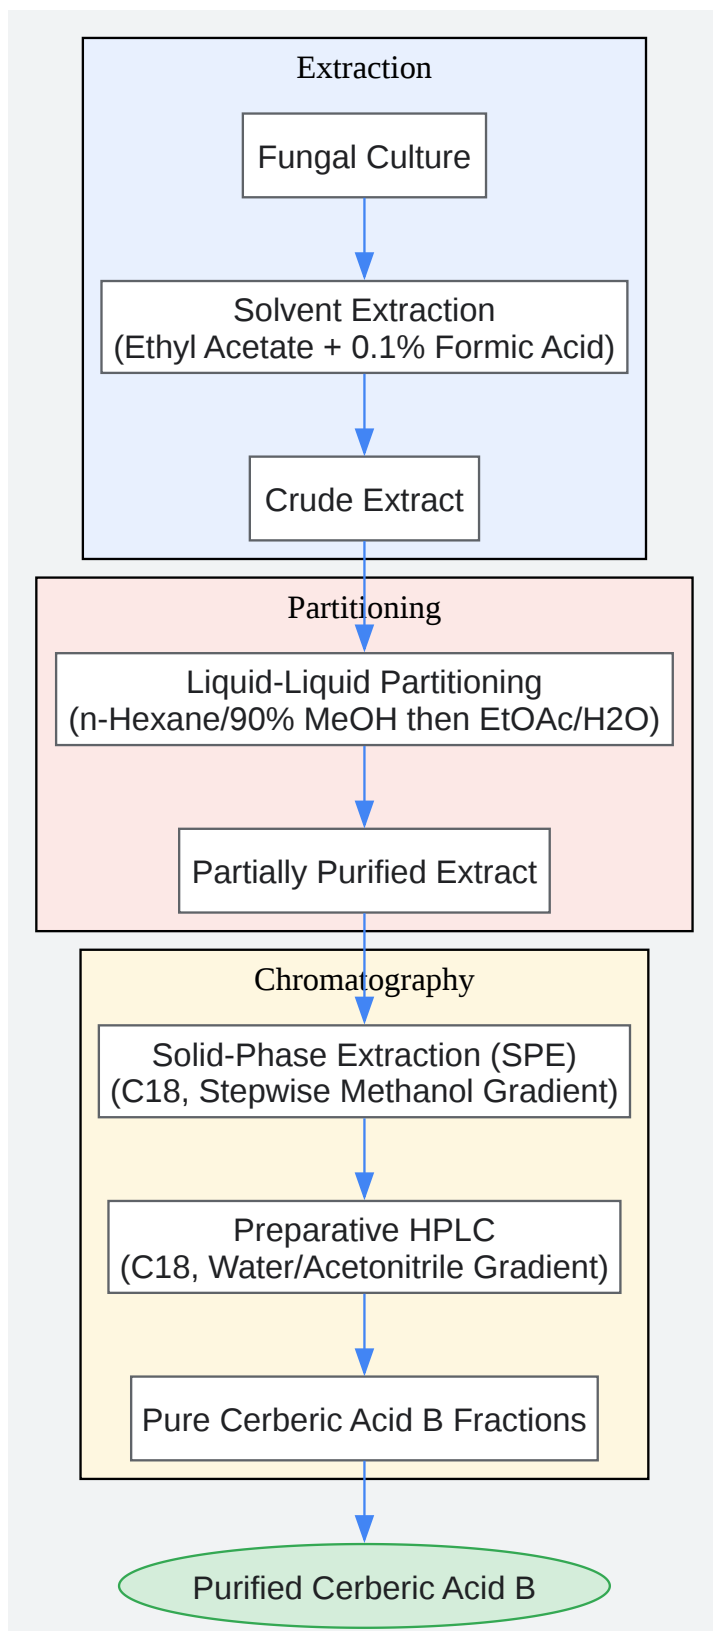 Extraction
Fungal Culture
Solvent Extraction
(Ethyl Acetate + 0.1% Formic Acid)
Crude Extract
Partitioning
Liquid-Liquid Partitioning
(n-Hexane/90% MeOH then EtOAc/H2O)
Partially Purified Extract
Chromatography
Solid-Phase Extraction (SPE)
(C18, Stepwise Methanol Gradient)
Preparative HPLC
(C18, Water/Acetonitrile Gradient)
Pure Cerberic Acid B Fractions
Purified Cerberic Acid B